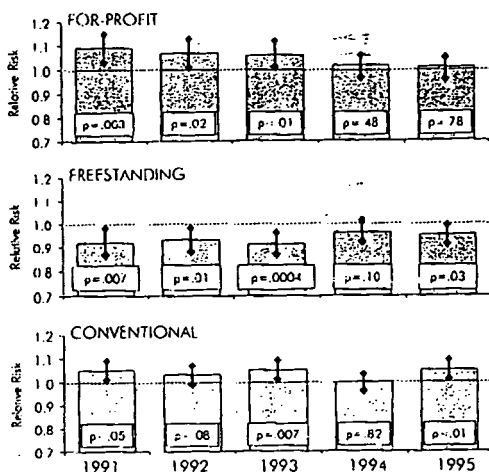 FOR-PROFIT
1.2
1.1
1.0
0.9
0.8
0.7
Relative Risk
p=.003
p=.02
p=.01
p=.48
p=.78
FREESTANDING
1.2
1.1
1.0
0.9
0.8
0.7
Relative Risk
p=.007
p=.01
p=.0004
p=.10
p=.03
CONVENTIONAL
1.2
1.1
1.0
0.9
0.8
0.7
Relative Risk
p=.05
p=.08
p=.007
p=.82
p=.01
1991 1992 1993 1994 1995